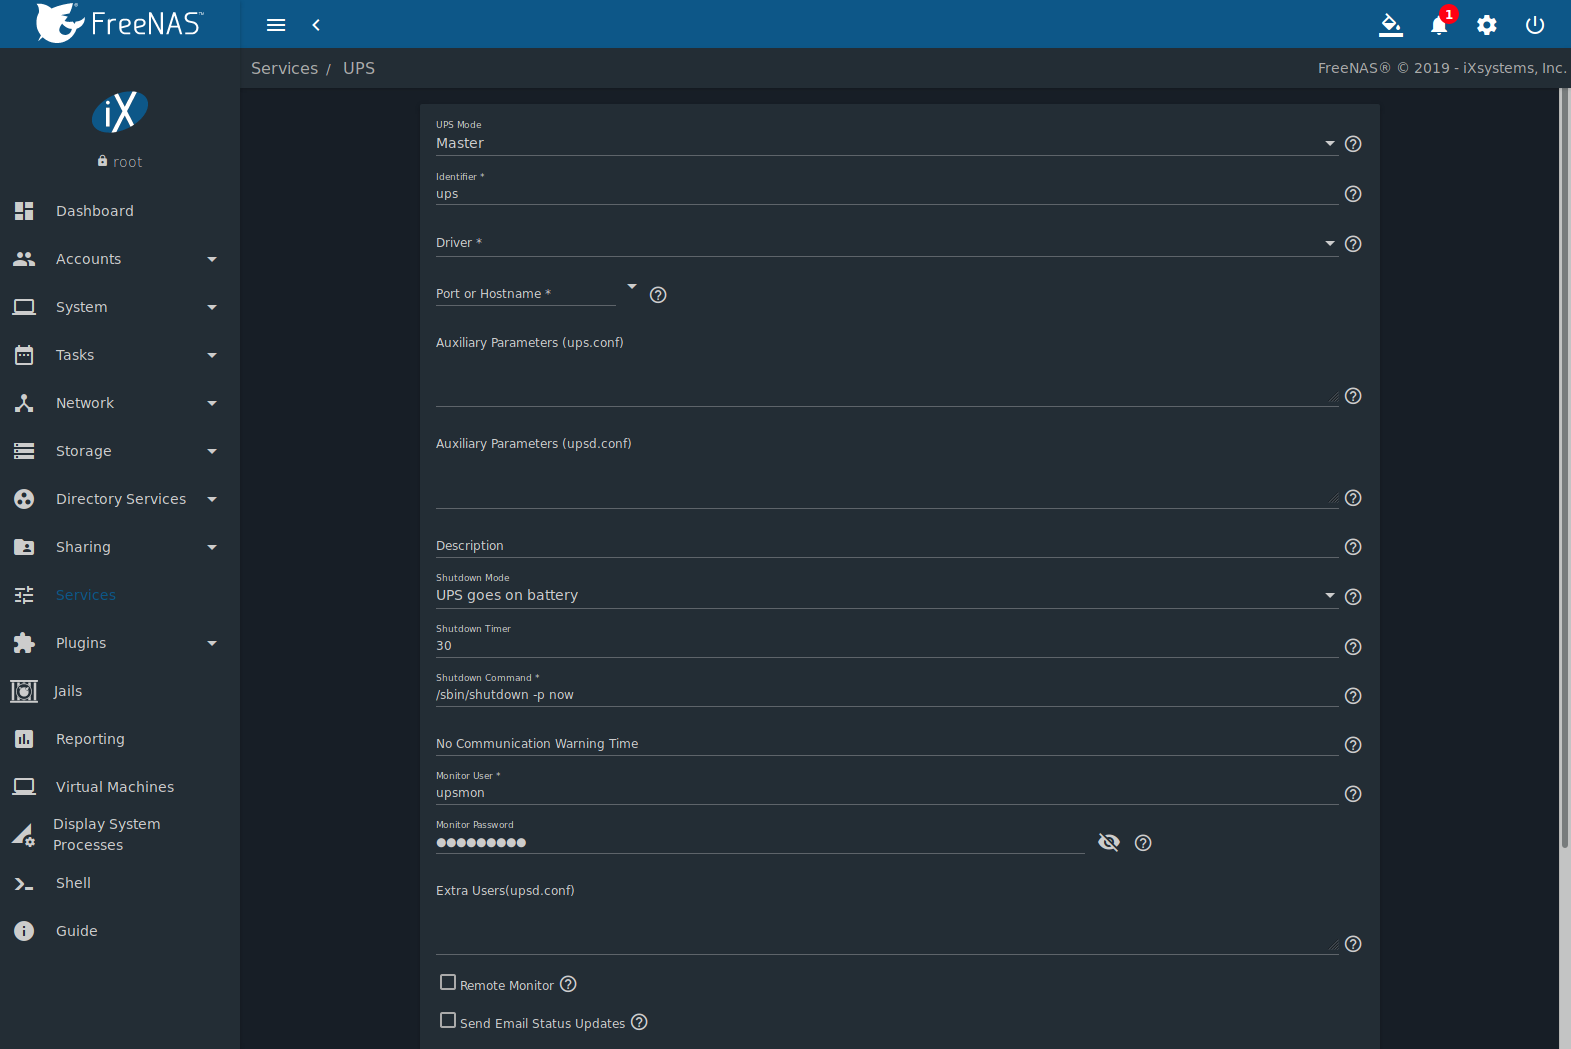 FreeNAS™
1
Services / UPS
FreeNAS® © 2019 - iXsystems, Inc.
iX
root
Dashboard
Accounts
System
Tasks
Network
Storage
Directory Services
Sharing
Services
Plugins
Jails
Reporting
Virtual Machines
Display System
Processes
Shell
Guide
UPS Mode
Master
Identifier *
ups
Driver *
Port or Hostname *
Auxiliary Parameters (ups.conf)
Auxiliary Parameters (upsd.conf)
Description
Shutdown Mode
UPS goes on battery
Shutdown Timer
30
Shutdown Command *
/sbin/shutdown -p now
No Communication Warning Time
Monitor User *
upsmon
Monitor Password
●●●●●●●●●
Extra Users(upsd.conf)
Remote Monitor
Send Email Status Updates